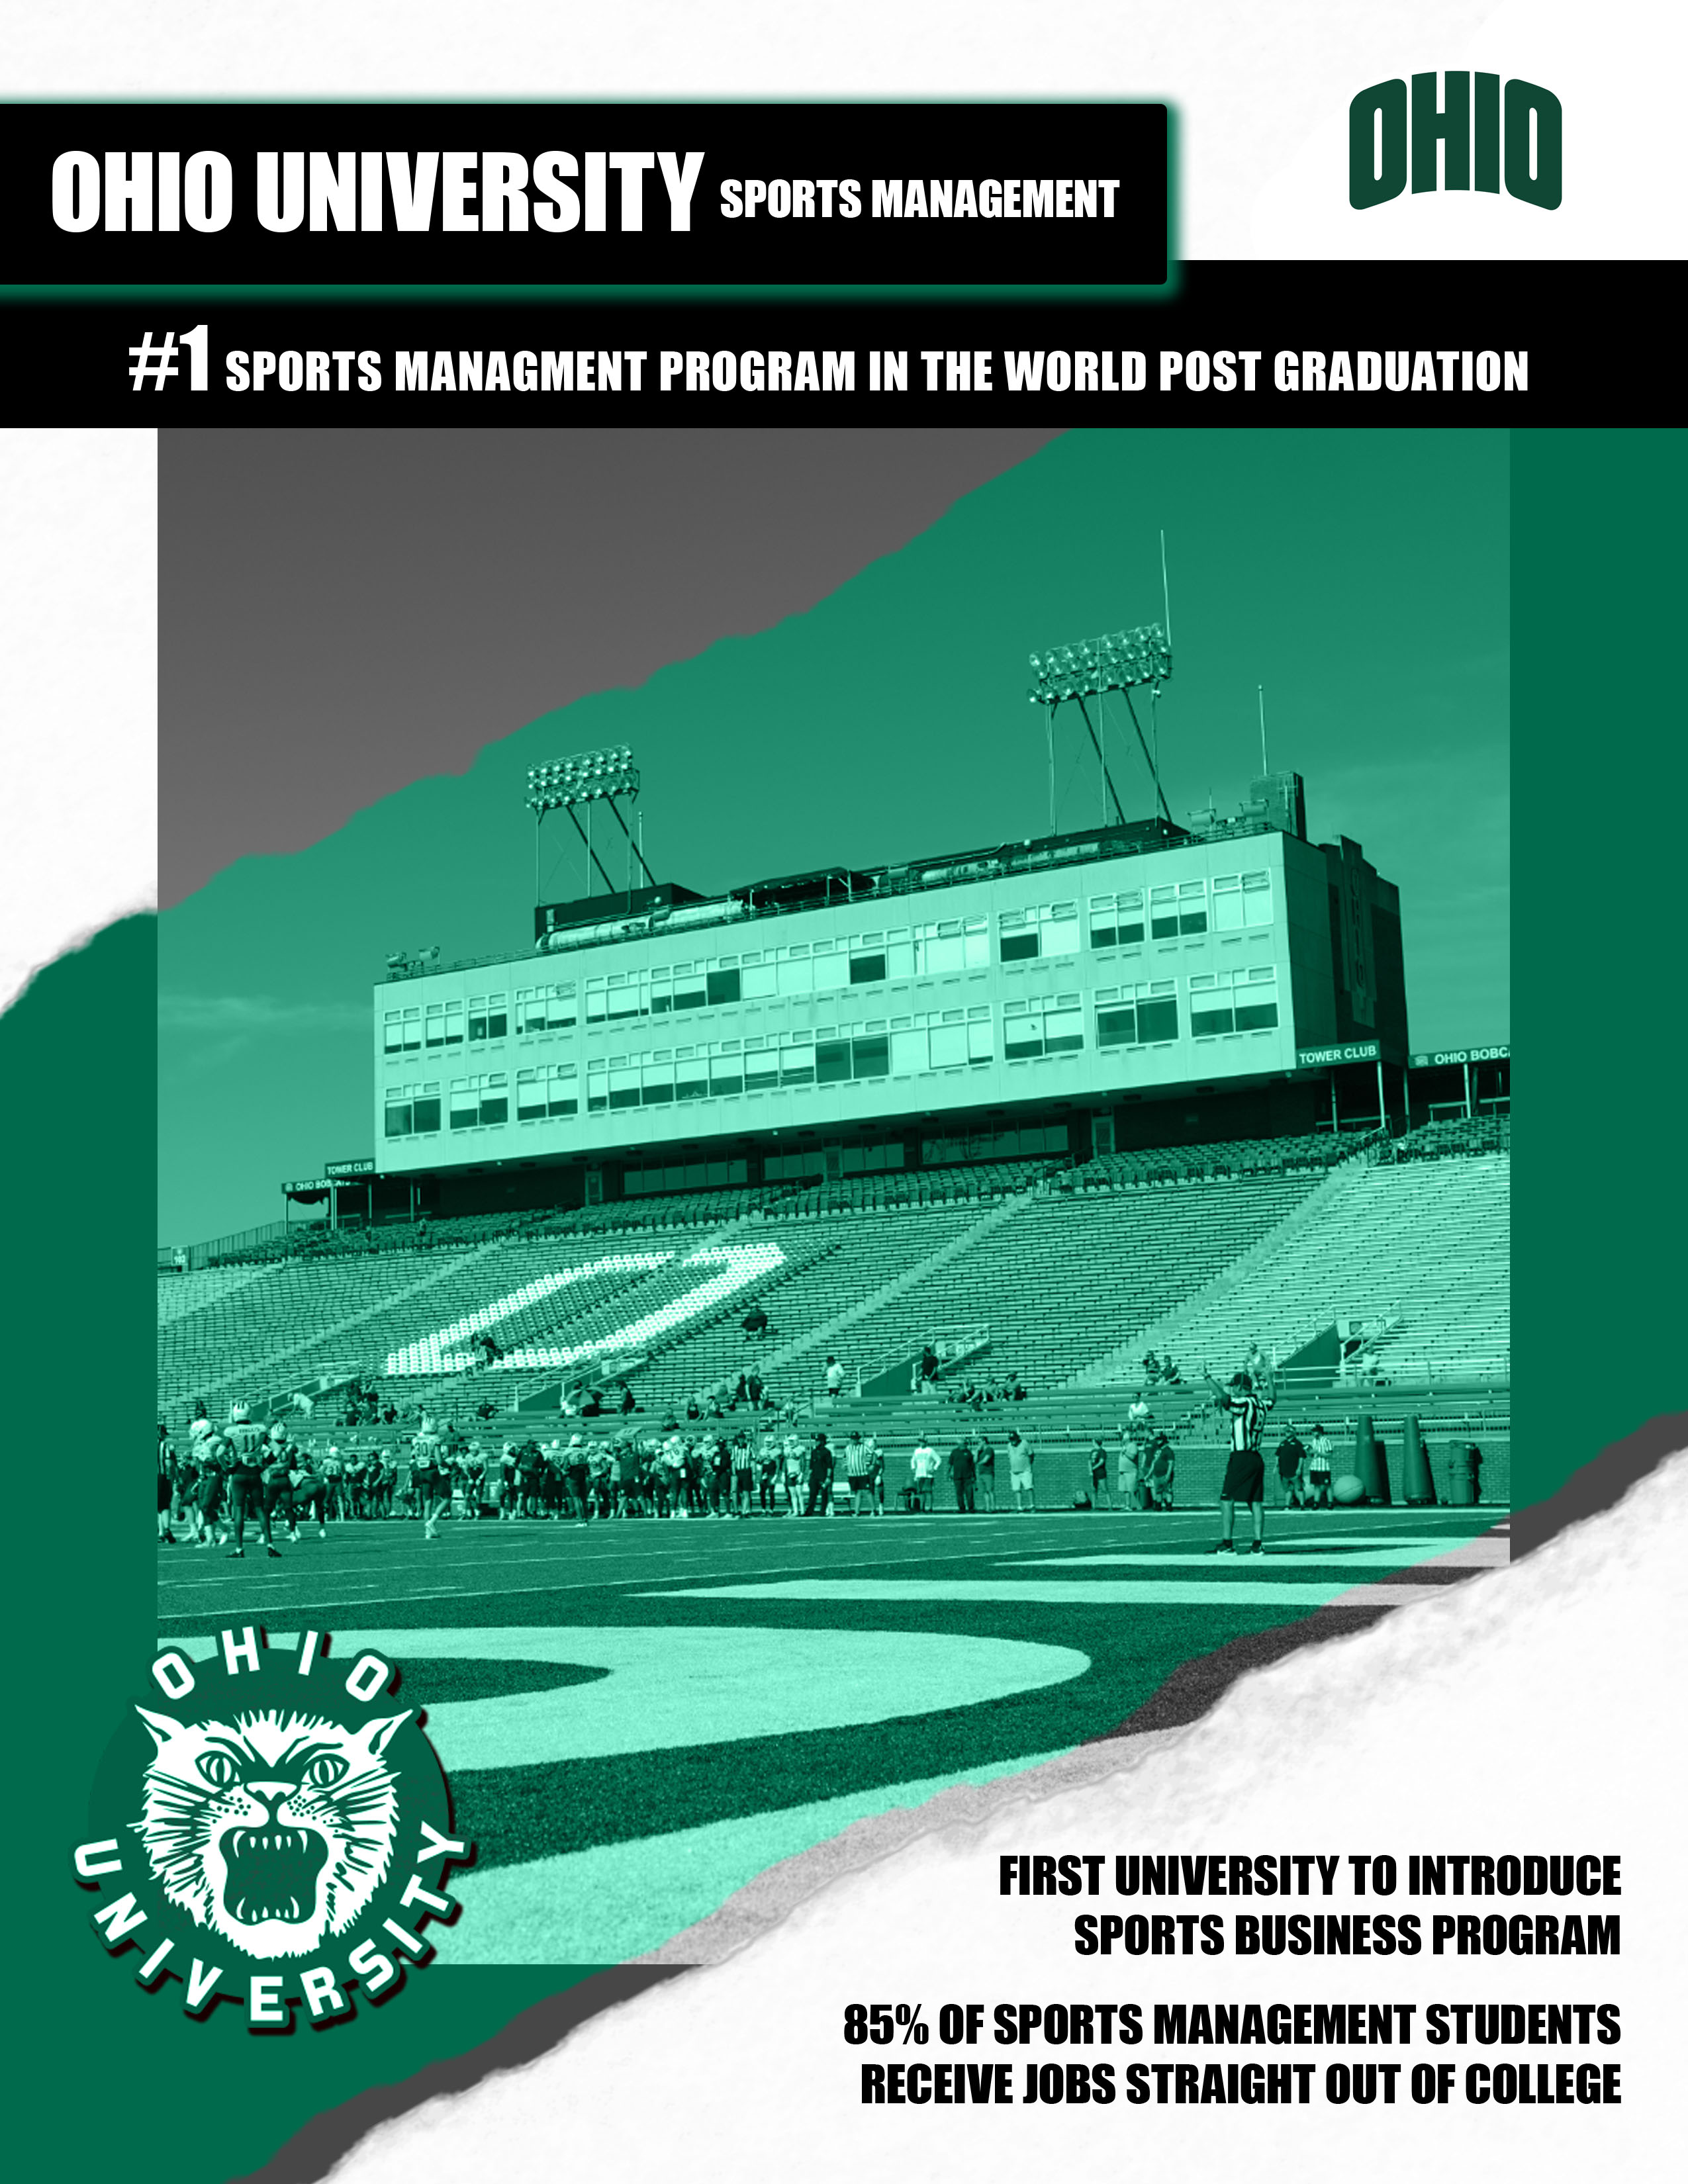 OHIO UNIVERSITY SPORTS MANAGEMENT
OHIO
#1 SPORTS MANAGMENT PROGRAM IN THE WORLD POST GRADUATION
TOWER CLUB
OHIO
TOWER CLUB
OHIO
OHIO
UNIVERSITY
FIRST UNIVERSITY TO INTRODUCE
SPORTS BUSINESS PROGRAM
85% OF SPORTS MANAGEMENT STUDENTS
RECEIVE JOBS STRAIGHT OUT OF COLLEGE